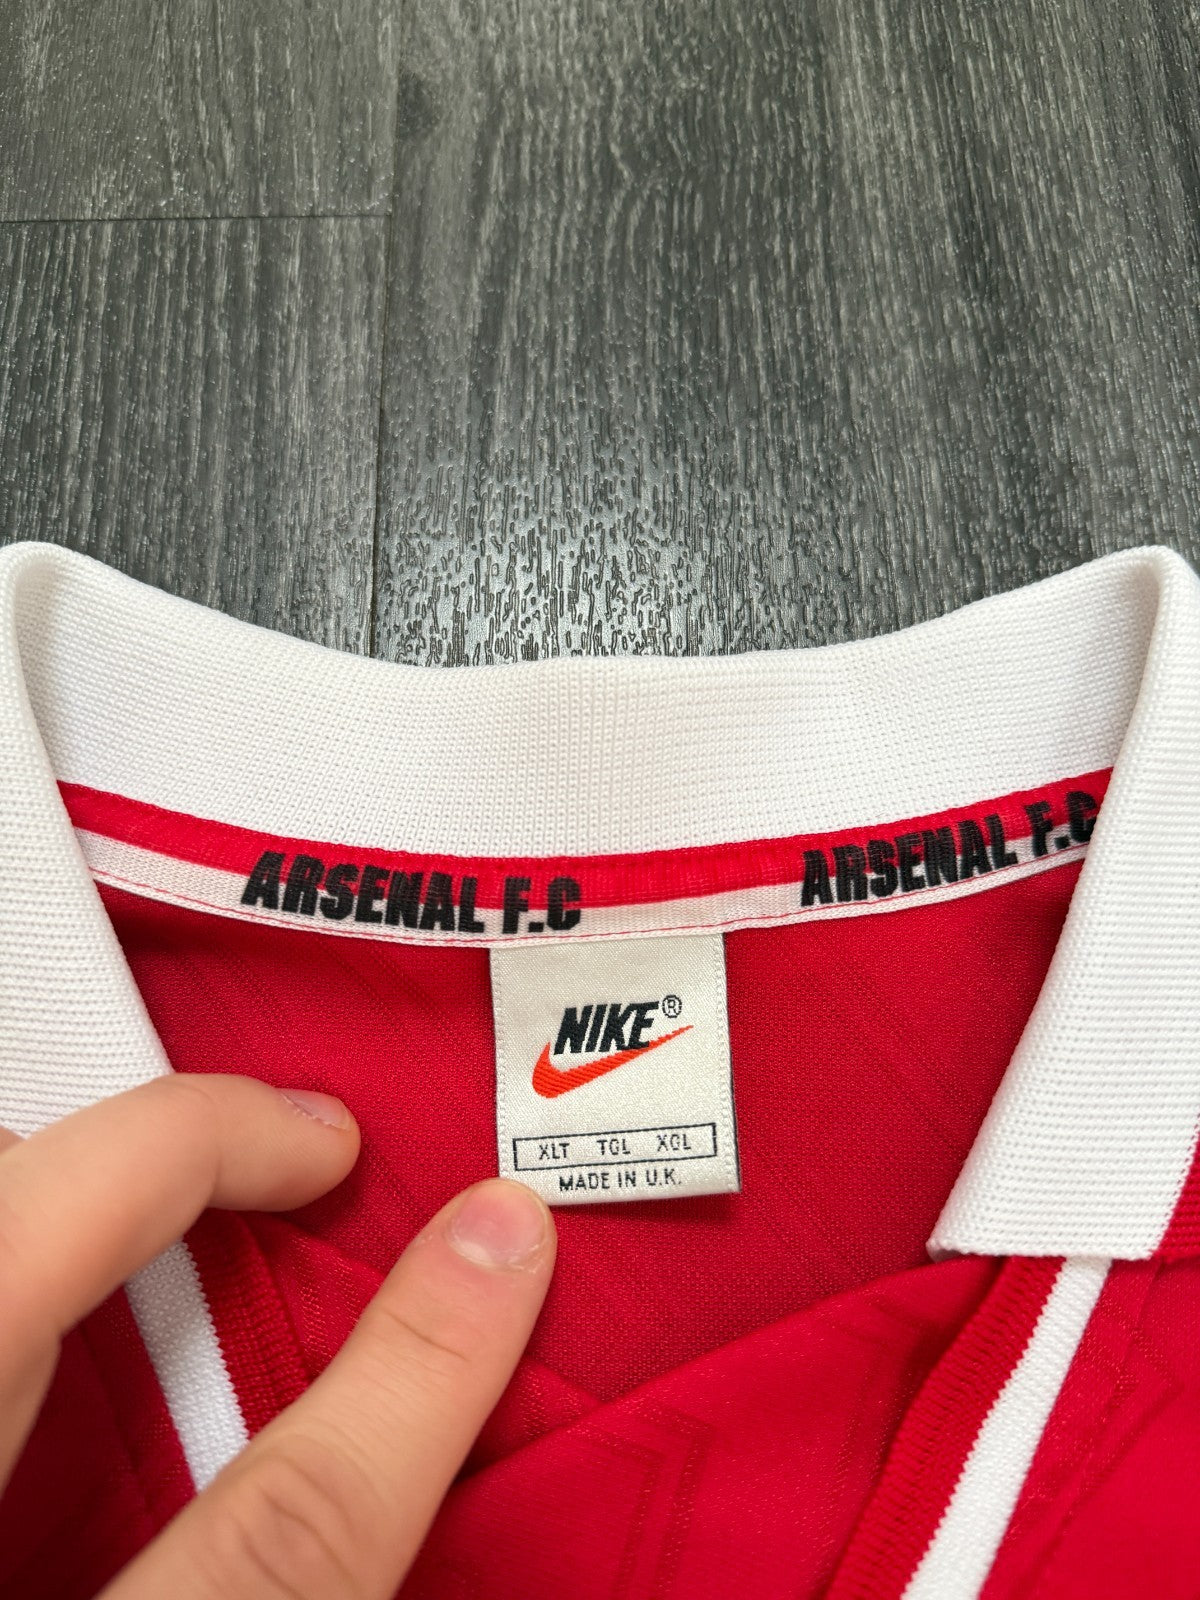 ARSENAL F.C
ARSENAL F.C
NIKE®
XLT TGL XGL
MADE IN U.K.